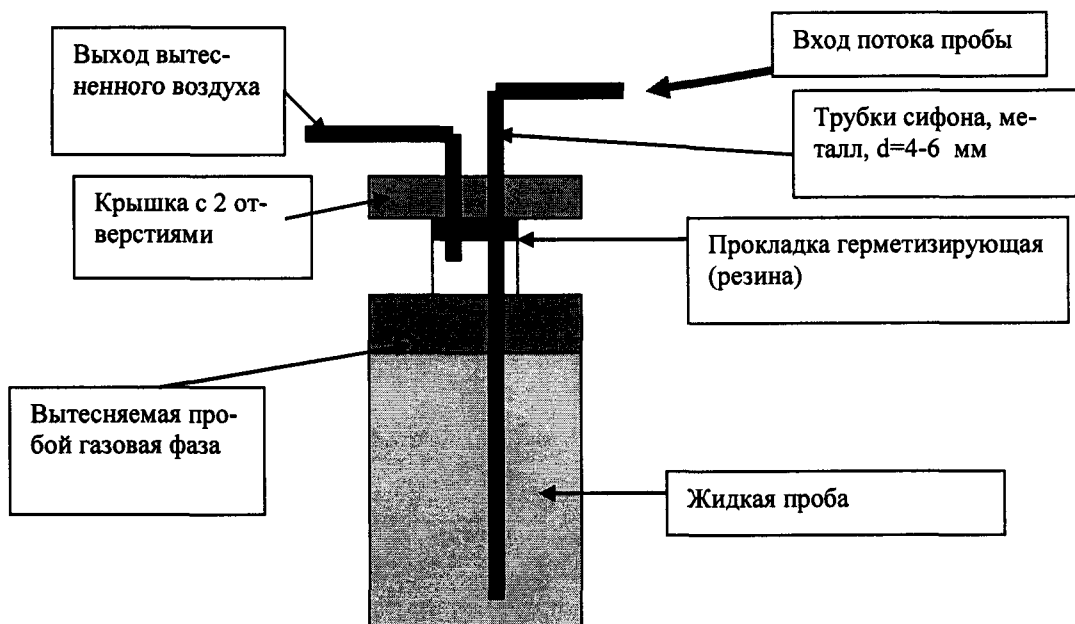 Выход вытес-
ненного воздуха
Вход потока пробы
Трубки сифона, ме-
талл, d=4-6 мм
Крышка с 2 от-
верстиями
Прокладка герметизирующая
(резина)
Вытесняемая про-
бой газовая фаза
Жидкая проба